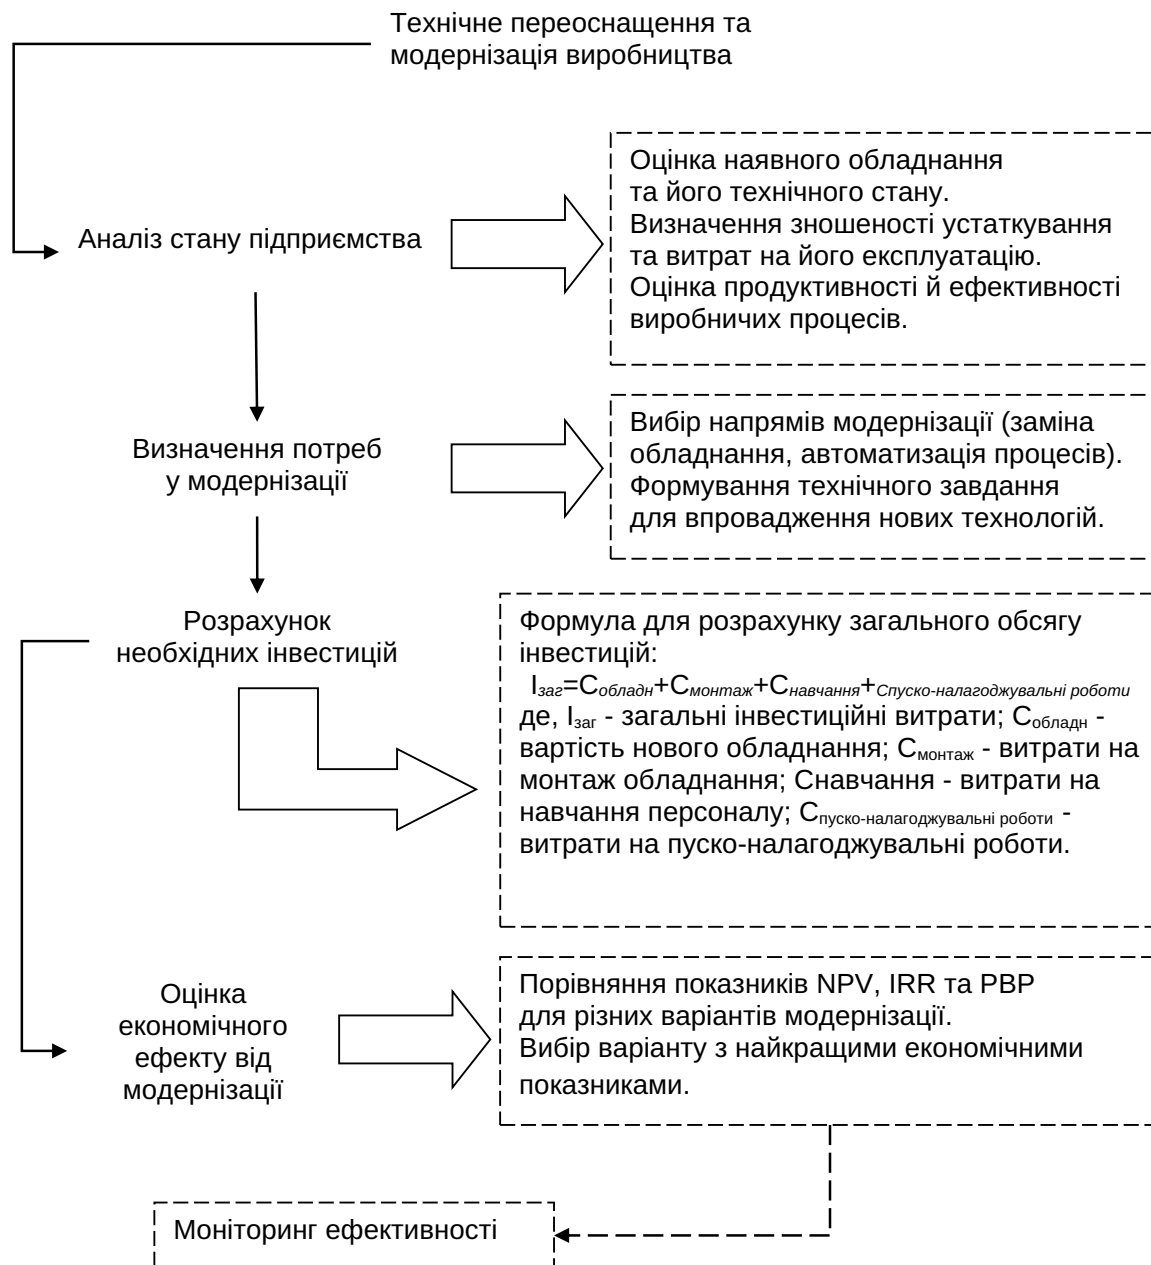 Технічне переоснащення та
модернізація виробництва
Аналіз стану підприємства
Оцінка наявного обладнання
та його технічного стану.
Визначення зношеності устаткування
та витрат на його експлуатацію.
Оцінка продуктивності й ефективності
виробничих процесів.
Визначення потреб
у модернізації
Вибір напрямів модернізації (заміна
обладнання, автоматизація процесів).
Формування технічного завдання
для впровадження нових технологій.
Розрахунок
необхідних інвестицій
Формула для розрахунку загального обсягу
інвестицій:
Iзаг=Cобладн+Cмонтаж+Cнавчання+Cпуско-налагоджувальні роботи
де, Iзаг - загальні інвестиційні витрати; Cобладн -
вартість нового обладнання; Cмонтаж - витрати на
монтаж обладнання; Cнавчання - витрати на
навчання персоналу; Cпуско-налагоджувальні роботи -
витрати на пуско-налагоджувальні роботи.
Оцінка
економічного
ефекту від
модернізації
Порівняння показників NPV, IRR та PBP
для різних варіантів модернізації.
Вибір варіанту з найкращими економічними
показниками.
Моніторинг ефективності